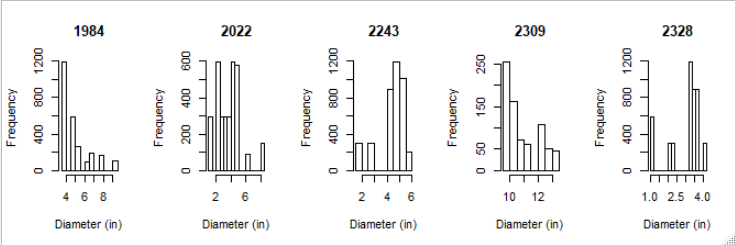 1984 2022 2243 2309 2328
Frequency Frequency Frequency Frequency Frequency
1200 600 1200 250 1200
800 400 800 150 800
400 200 400 50 400
0 0 0 0 0
4 6 8 2 6 2 4 6 10 12 1.0 2.5 4.0
Diameter (in) Diameter (in) Diameter (in) Diameter (in) Diameter (in)